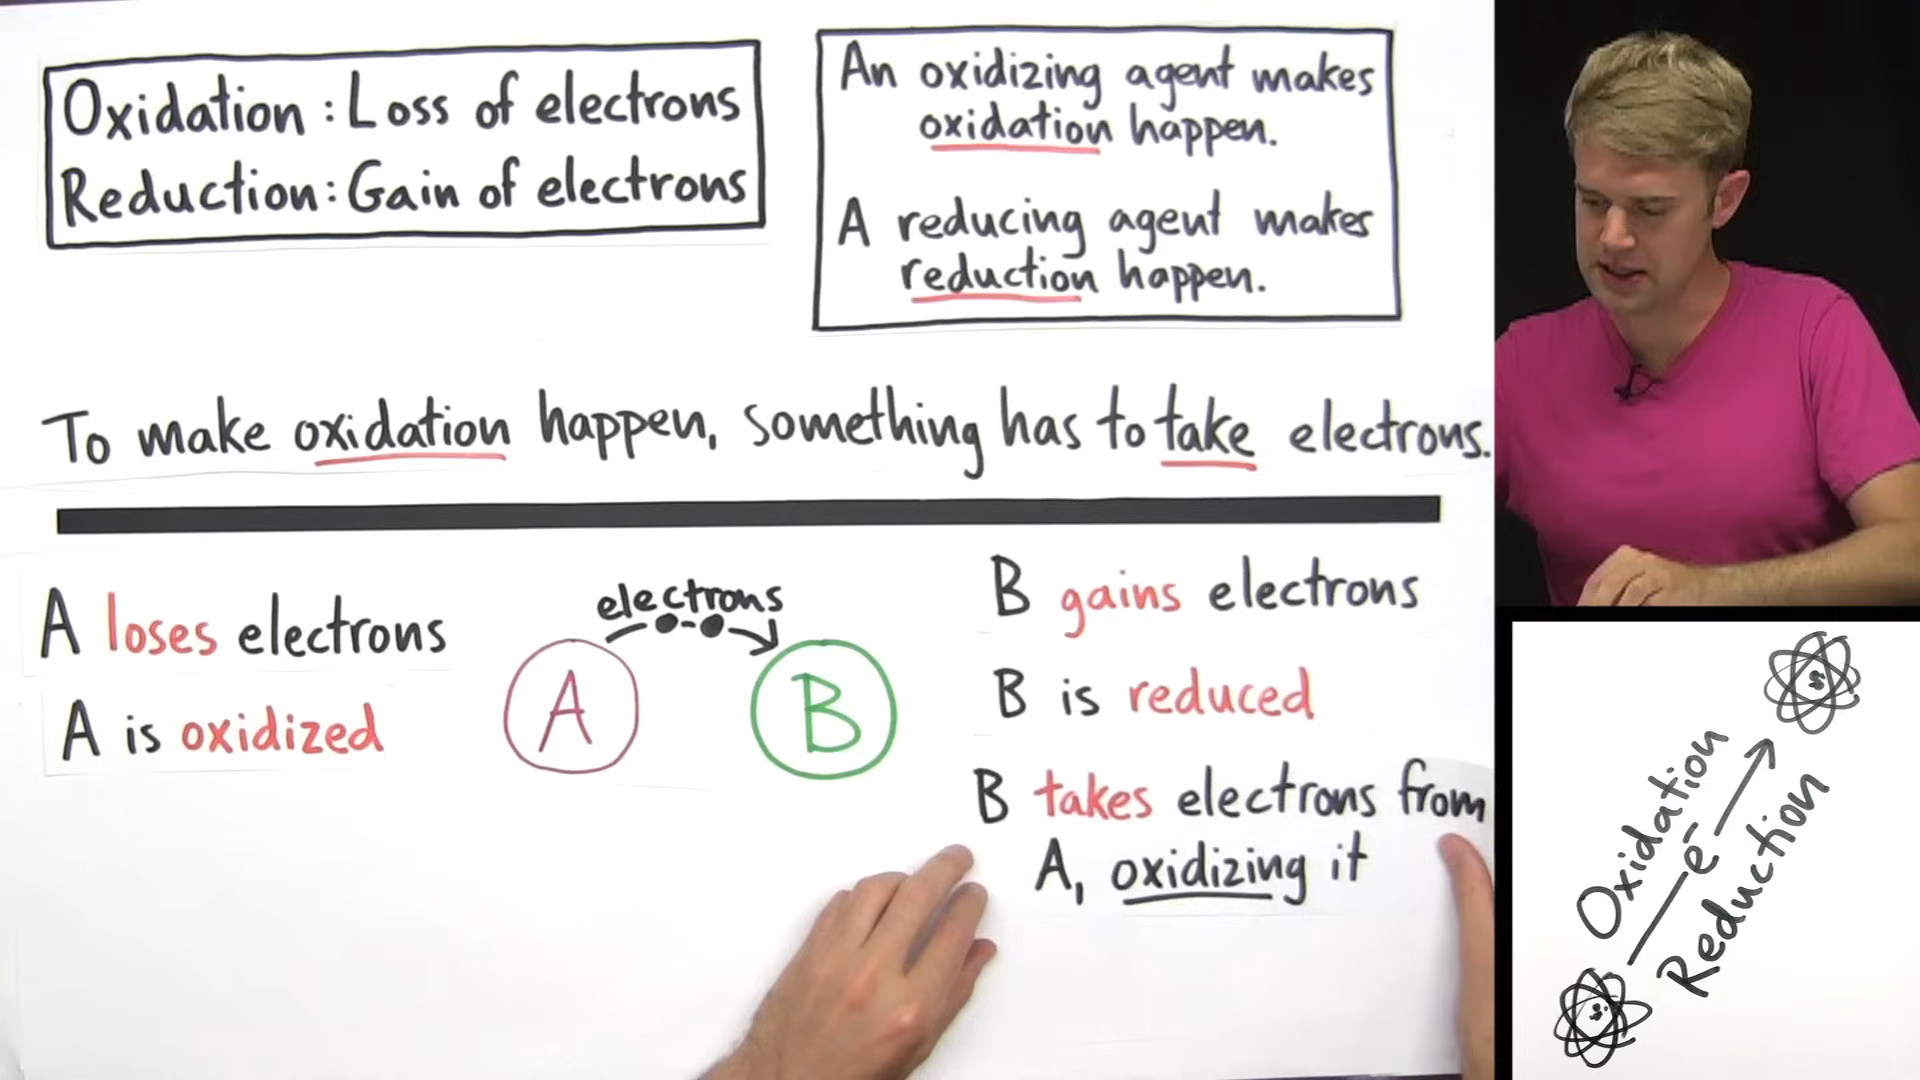 Oxidation : Loss of electrons
Reduction: Gain of electrons
An oxidizing agent makes
oxidation happen.
A reducing agent makes
reduction happen.
To make oxidation happen, something has to take electrons.
A loses electrons
A is oxidized
electrons
A
B
B gains electrons
B is reduced
B takes electrons from
A, oxidizing it
Oxidation
e⁻
Reduction